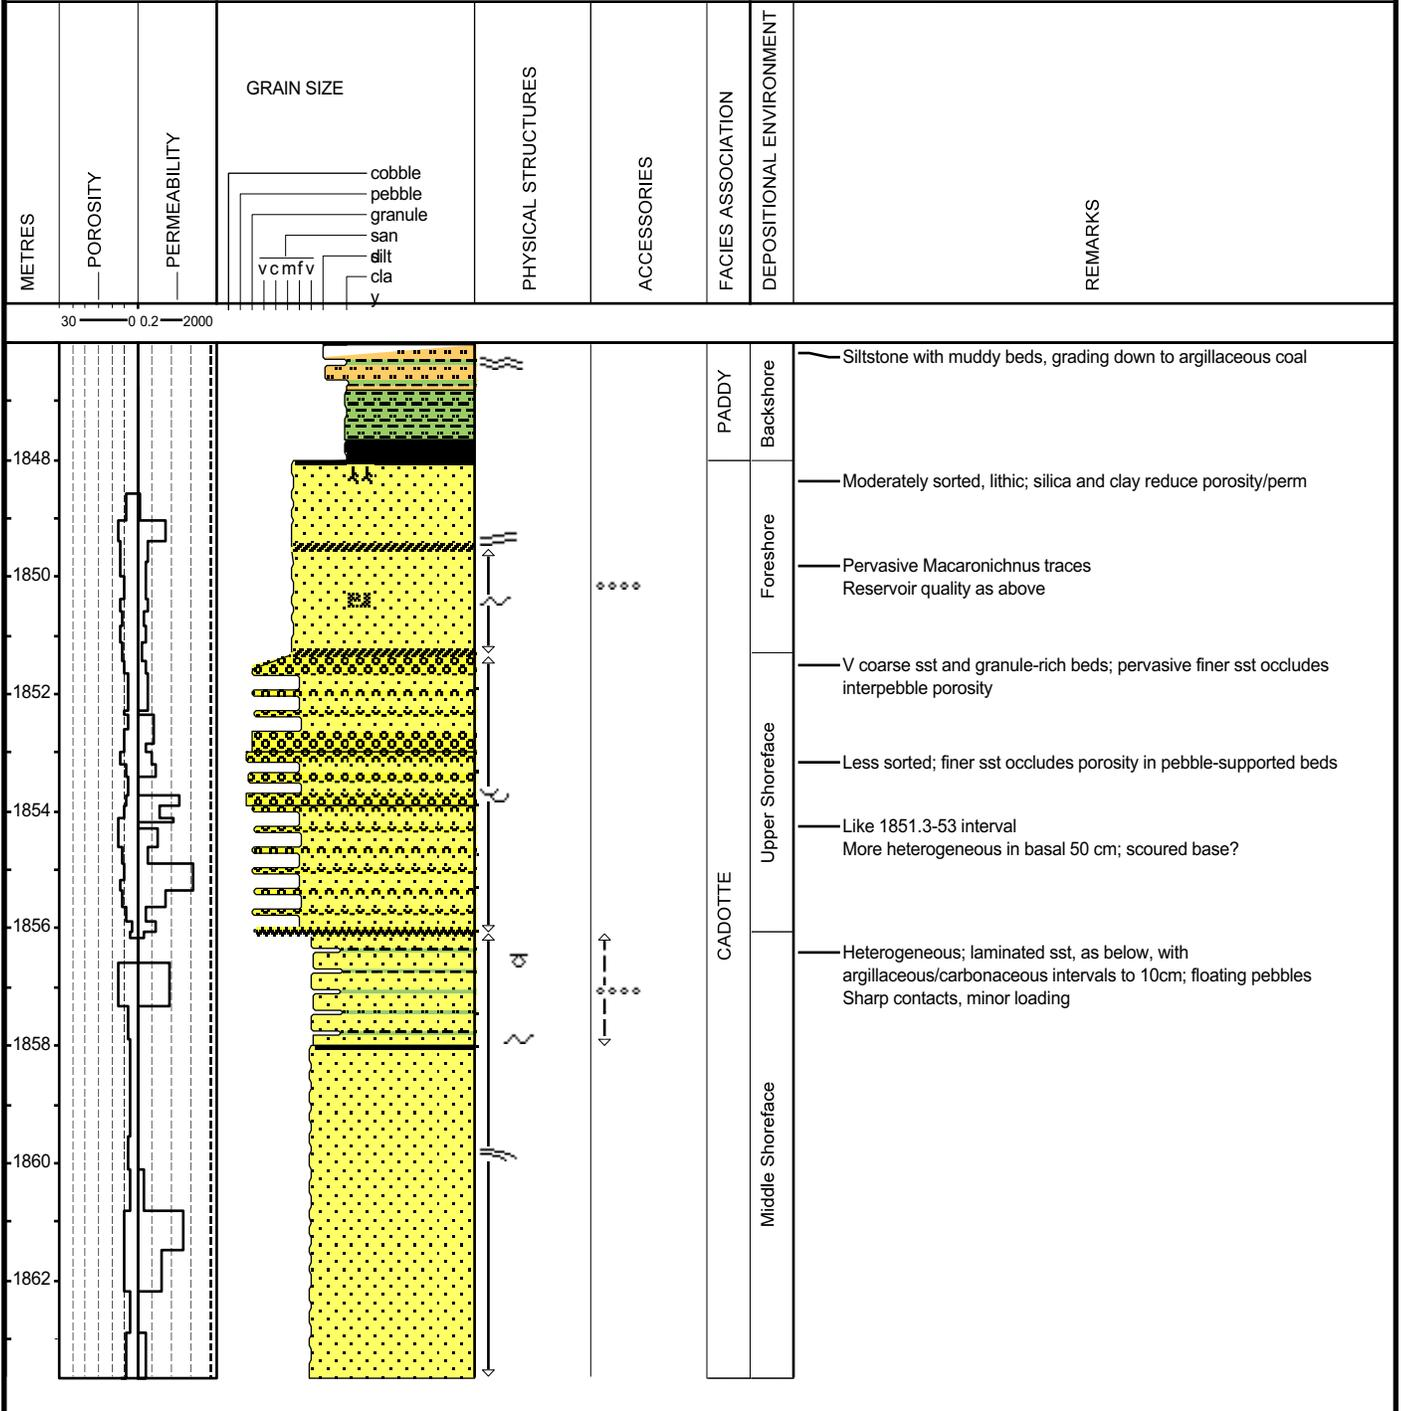 METRES
POROSITY
PERMEABILITY
GRAIN SIZE
cobble
pebble
granule
san
d
silt
v c m f v
cla
y
PHYSICAL STRUCTURES
ACCESSORIES
FACIES ASSOCIATION
DEPOSITIONAL ENVIRONMENT
REMARKS
30 0 0.2 2000
PADDY
Backshore
Siltstone with muddy beds, grading down to argillaceous coal
1848
Moderately sorted, lithic; silica and clay reduce porosity/perm
Foreshore
1850
Pervasive Macaronichnus traces
Reservoir quality as above
1852
V coarse sst and granule-rich beds; pervasive finer sst occludes
interpebble porosity
Upper Shoreface
Less sorted; finer sst occludes porosity in pebble-supported beds
1854
Like 1851.3-53 interval
More heterogeneous in basal 50 cm; scoured base?
CADOTTE
1856
Heterogeneous; laminated sst, as below, with
argillaceous/carbonaceous intervals to 10cm; floating pebbles
Sharp contacts, minor loading
1858
Middle Shoreface
1860
1862